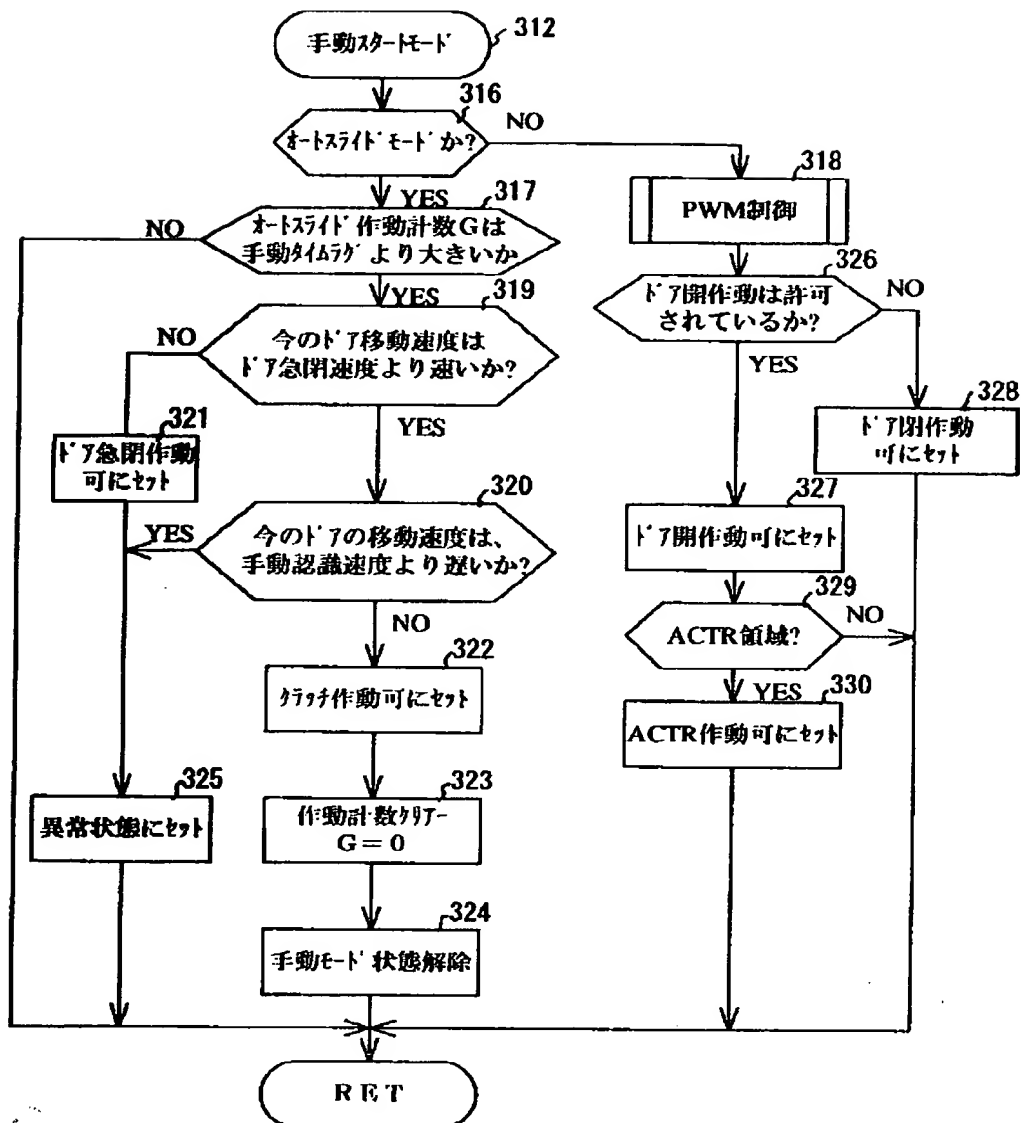 手動スタートモード
312
316
オートスライドモードか?
NO
YES
317
318
PWM制御
NO
オートスライド作動計数Gは
手動タイムラグより大きいか
YES
319
326
ドア開作動は許可
されているか?
NO
NO
今のドア移動速度は
ドア急閉速度より速いか?
YES
328
ドア閉作動
可にセット
321
ドア急閉作動
可にセット
YES
320
327
YES
今のドアの移動速度は、
手動認識速度より遅いか?
ドア開作動可にセット
329
NO
ACTR領域?
NO
322
クラッチ作動可にセット
YES
330
ACTR作動可にセット
325
異常状態にセット
323
作動計数クリアー
G=0
324
手動モード状態解除
RET